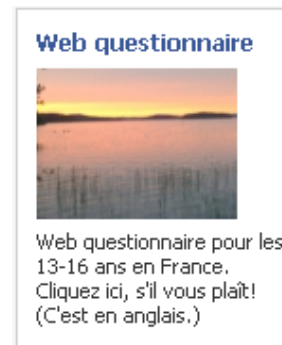 Web questionnaire
Web questionnaire pour les
13-16 ans en France.
Cliquez ici, s'il vous plaît!
(C'est en anglais.)